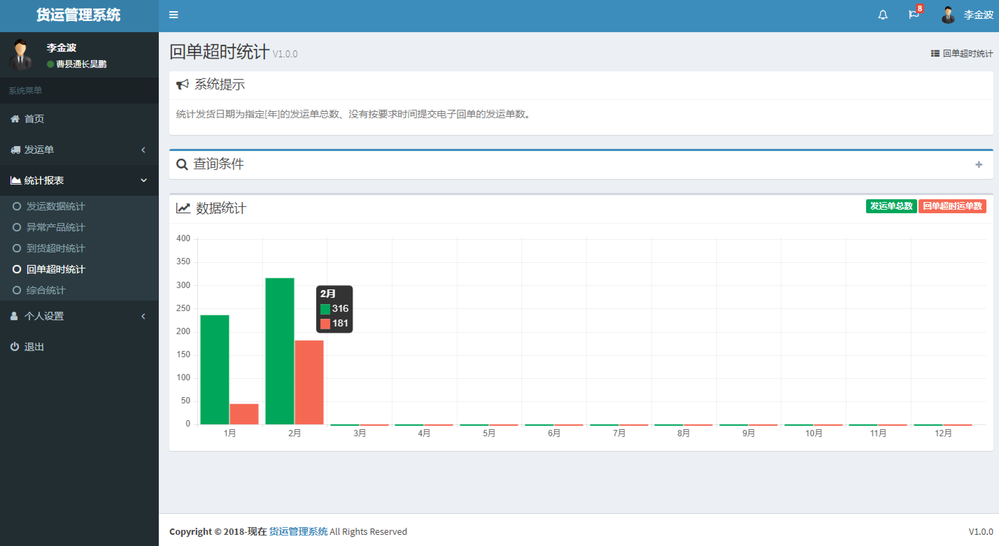 货运管理系统
8
李金波
李金波
曹县通长昊鹏
系统菜单
首页
发运单
统计报表
发运数据统计
异常产品统计
到货超时统计
回单超时统计
综合统计
个人设置
退出
回单超时统计 V1.0.0
回单超时统计
系统提示
统计发货日期为指定[年]的发运单总数、没有按要求时间提交电子回单的发运单数。
查询条件
数据统计
发运单总数 回单超时运单数
400
350
300
250
200
150
100
50
0
2月
316
181
1月 2月 3月 4月 5月 6月 7月 8月 9月 10月 11月 12月
Copyright © 2018-现在 货运管理系统 All Rights Reserved
V1.0.0